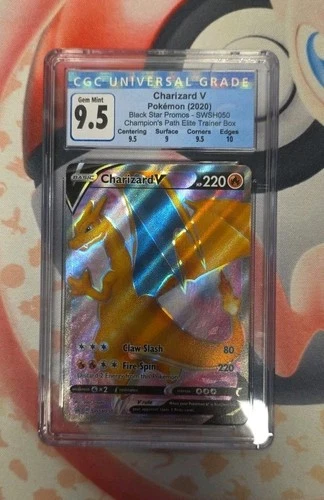 CGC UNIVERSAL GRADE
Gem Mint
9.5
Charizard V
Pokémon (2020)
Black Star Promos - SWSH050
Champion's Path Elite Trainer Box
Centering Surface Corners Edges
9.5 9 9.5 10
BASIC
Charizard V
HP 220
Claw Slash 80
Fire Spin 220
×2
V rule